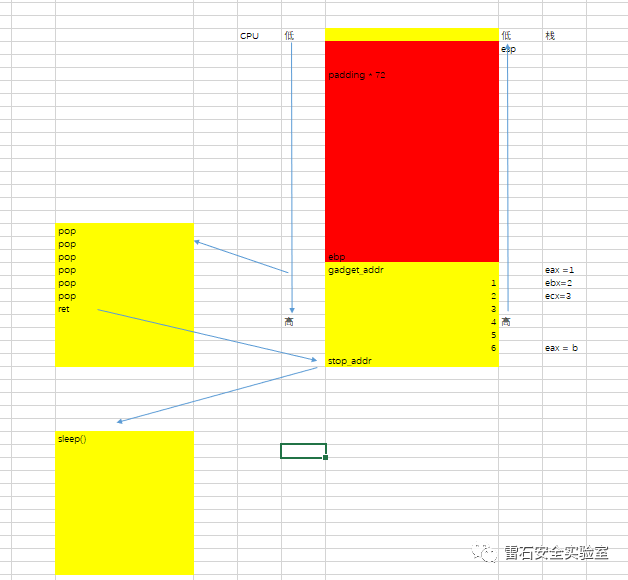 CPU 低 低 栈
esp
padding * 72
ebp
pop
pop
pop
pop
pop
pop
ret
gadget_addr eax =1
1 ebx=2
2 ecx=3
3
高 4 高
5
6 eax = b
stop_addr
sleep()
雷石安全实验室